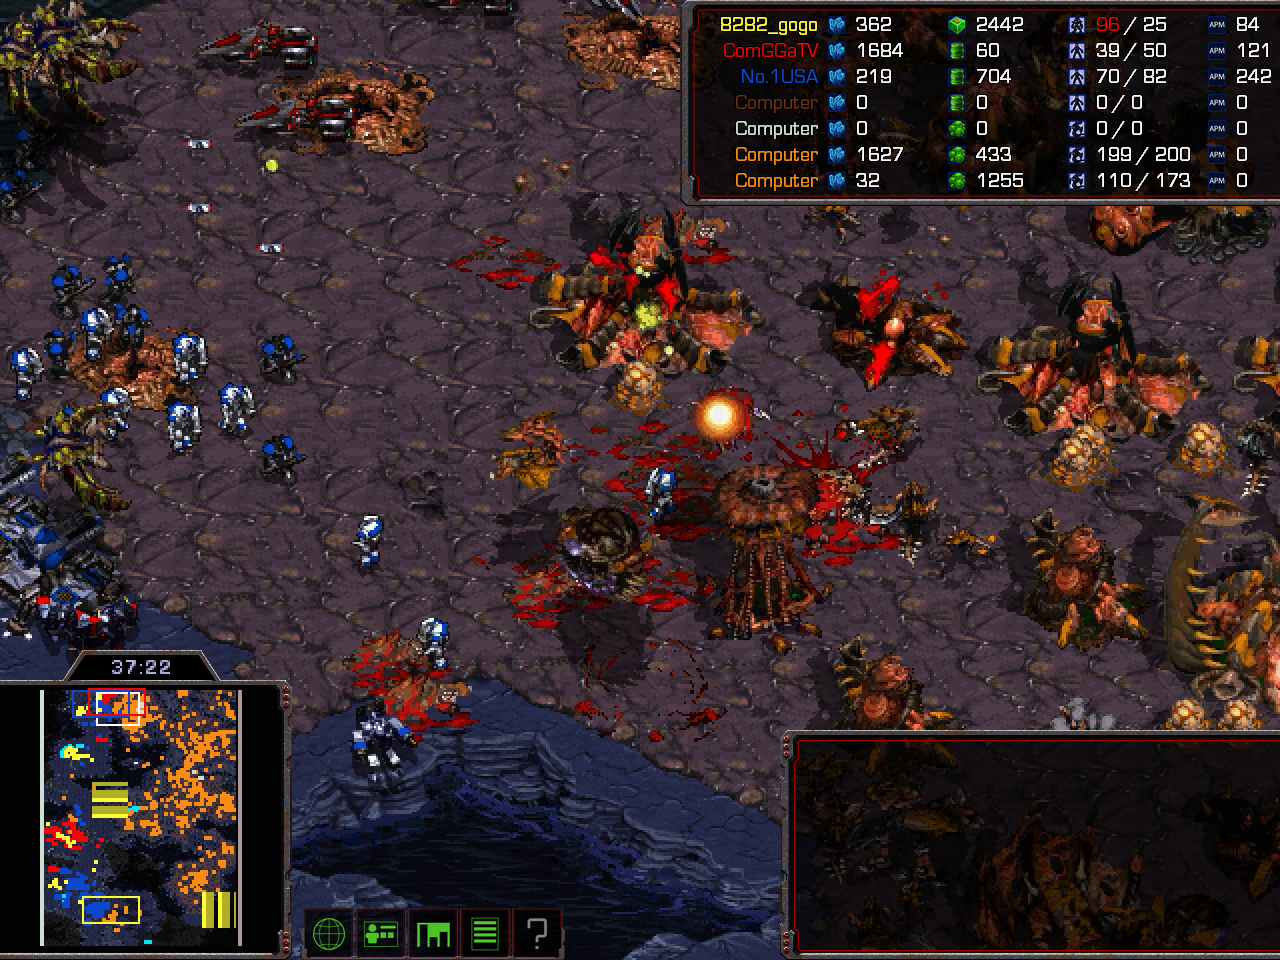 8282_gogo 362 2442 96/25 APM 84
ComGGaTV 1684 60 39/50 APM 121
No.1USA 219 704 70/82 APM 242
Computer 0 0 0/0 APM 0
Computer 0 0 0/0 APM 0
Computer 1627 433 199/200 APM 0
Computer 32 1255 110/173 APM 0
37:22
?